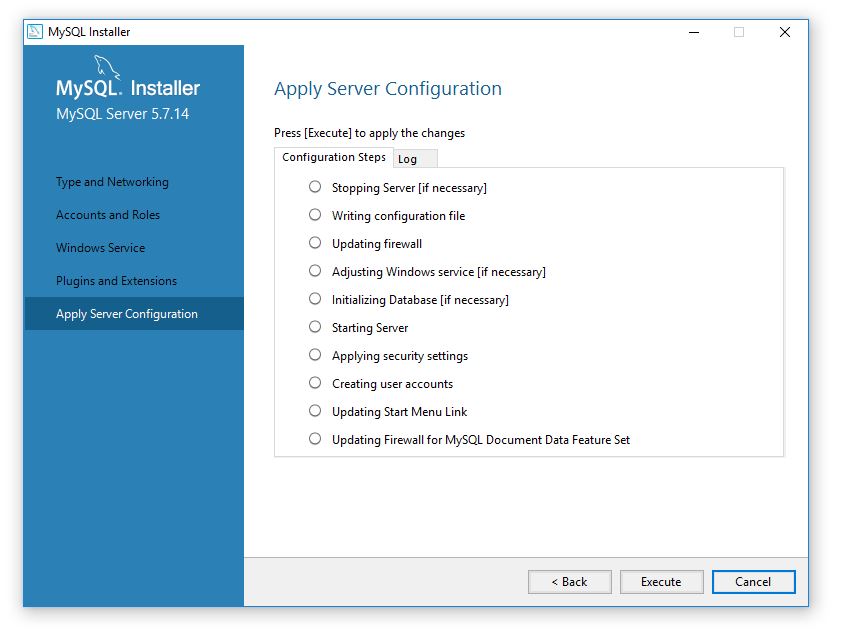 MySQL Installer
MySQL. Installer
MySQL Server 5.7.14
Type and Networking
Accounts and Roles
Windows Service
Plugins and Extensions
Apply Server Configuration
Apply Server Configuration
Press [Execute] to apply the changes
Configuration Steps Log
Stopping Server [if necessary]
Writing configuration file
Updating firewall
Adjusting Windows service [if necessary]
Initializing Database [if necessary]
Starting Server
Applying security settings
Creating user accounts
Updating Start Menu Link
Updating Firewall for MySQL Document Data Feature Set
< Back Execute Cancel